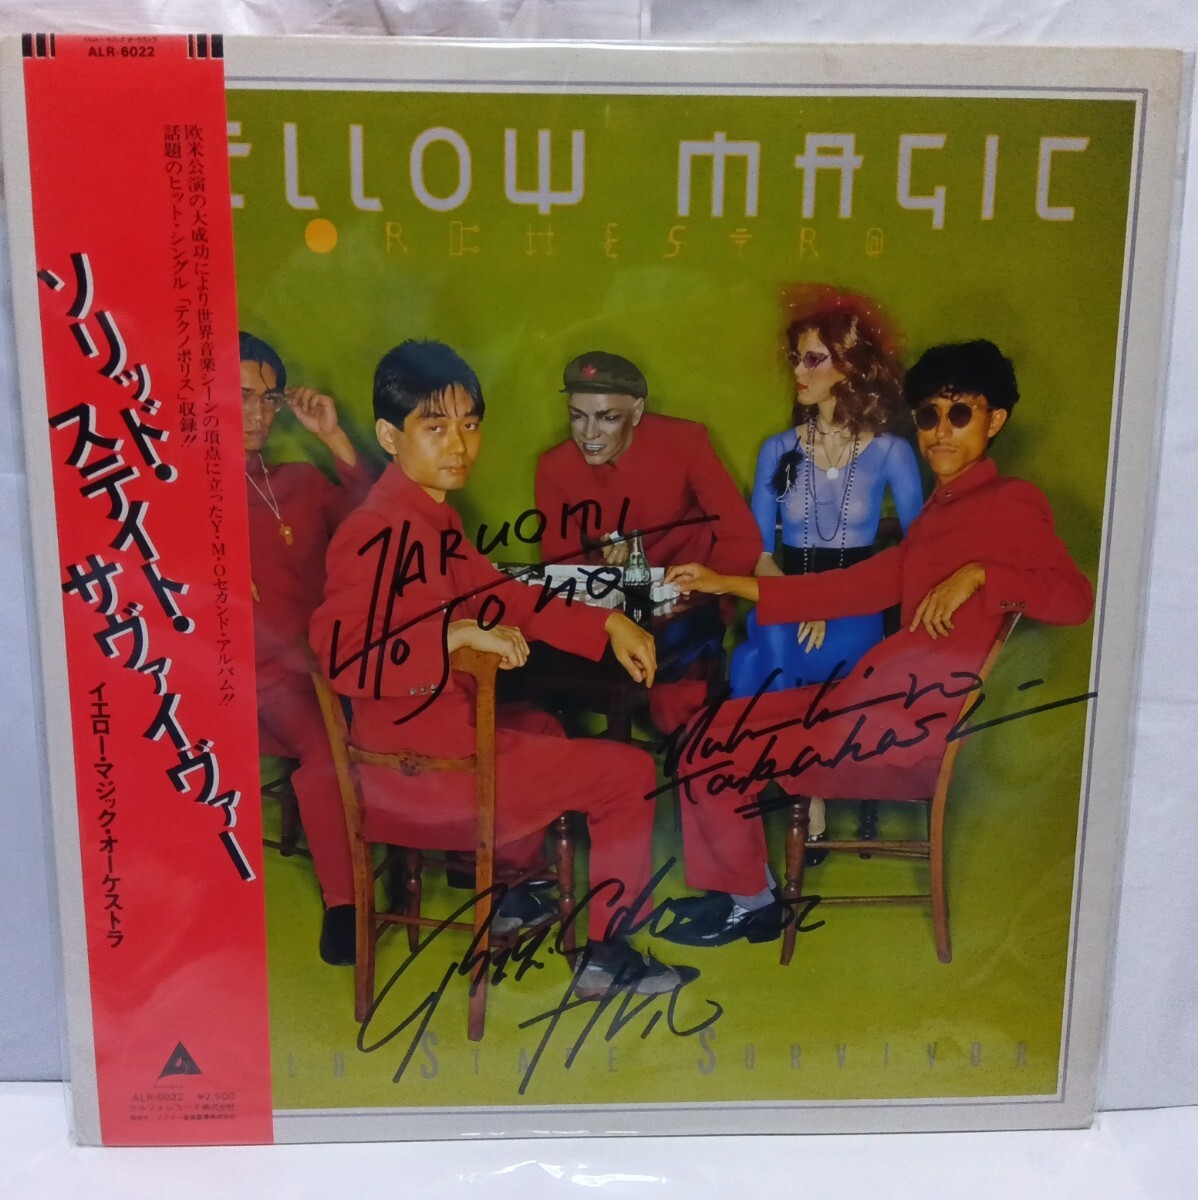 ALR-6022
欧米公演の大成功により世界音楽シーンの頂点に立ったY・M・Oセカンド・アルバム!!
話題のヒット・シングル「テクノポリス」収録!!
ソリッド・
ステイト・
サヴァイヴァー
イエロー・マジック・オーケストラ
ALR-6022 ¥2,500
アルファレコード株式会社
ELLOW MAGIC
ORCHESTRA
HARUOMI
HOSONO
Yukihiro
Takahashi
LD STATE SURVIVOR